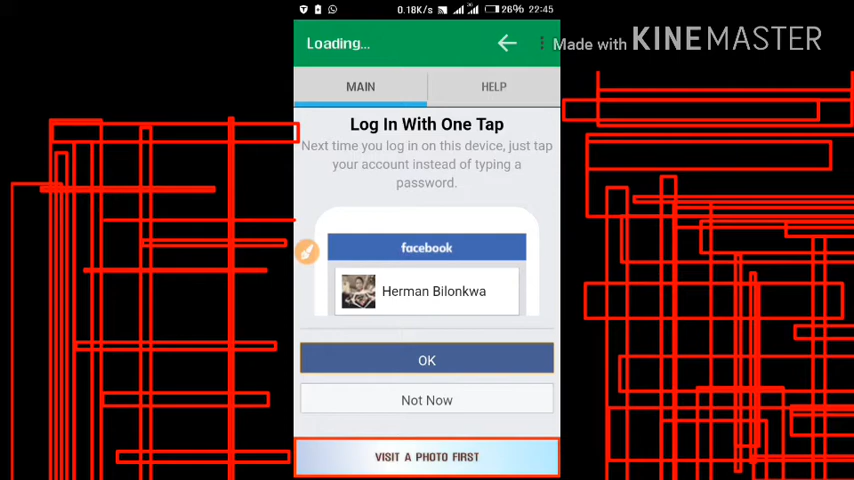 0.18K/s 26% 22:45
Loading...
Made with KINEMASTER
MAIN HELP
Log In With One Tap
Next time you log in on this device, just tap
your account instead of typing a
password.
facebook
Herman Bilonkwa
OK
Not Now
VISIT A PHOTO FIRST